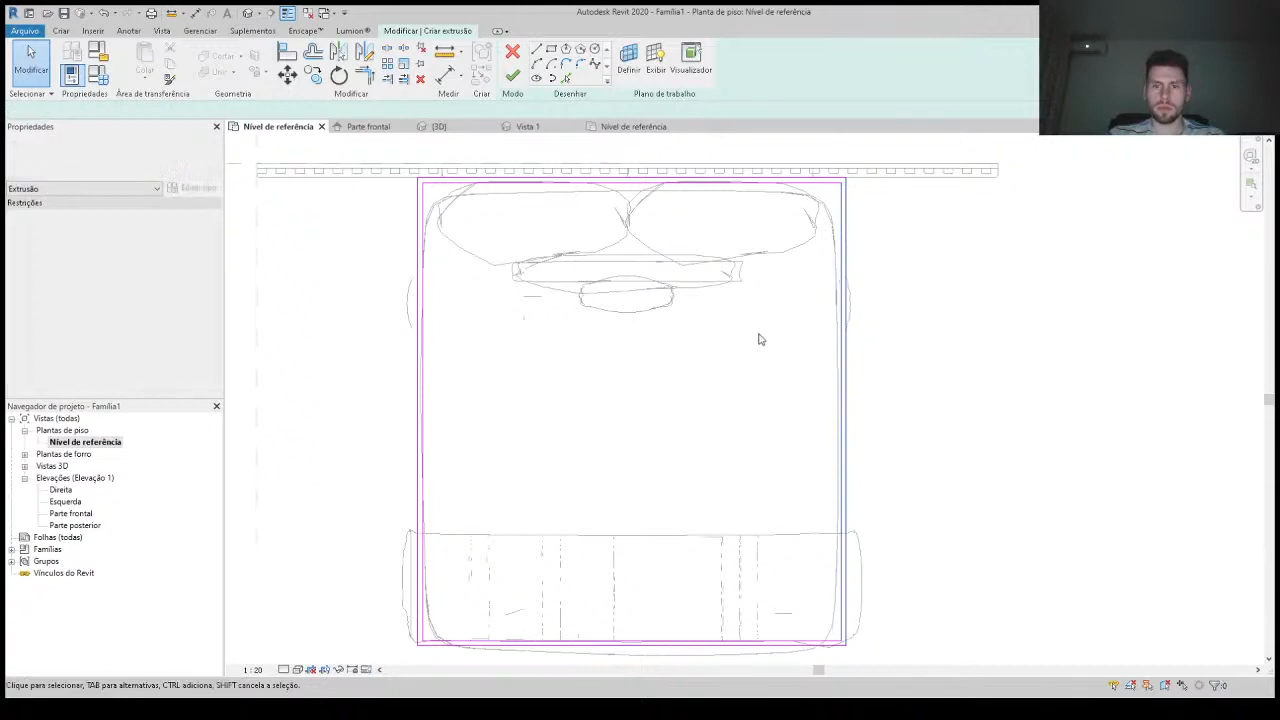 Autodesk Revit 2020 - Família1 - Planta de piso: Nível de referência
Arquivo Criar Inserir Anotar Vista Gerenciar Suplementos Enscape™ Lumion® Modificar | Criar extrusão
Cortar
Unir
Modificar Colar Definir Exibir Visualizador
Selecionar Propriedades Área de transferência Geometria Modificar Medir Criar Modo Desenhar Plano de trabalho
Propriedades
Nível de referência Parte frontal {3D} Vista 1 Nível de referência
Extrusão
Editar tipo
Restrições
Navegador de projeto - Família1
Vistas (todas)
Plantas de piso
Nível de referência
Plantas de forro
Vistas 3D
Elevações (Elevação 1)
Direita
Esquerda
Parte frontal
Parte posterior
Folhas (todas)
Famílias
Grupos
Vínculos do Revit
1 : 20
Clique para selecionar, TAB para alternativas, CTRL adiciona, SHIFT cancela a seleção.
:0